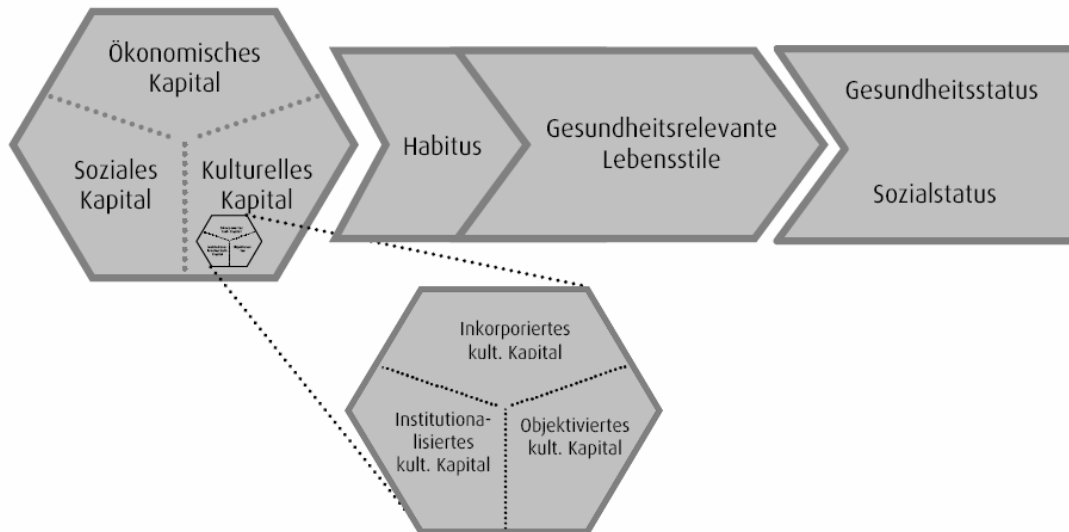 Ökonomisches
Kapital
Soziales
Kapital
Kulturelles
Kapital
Habitus
Gesundheitsrelevante
Lebensstile
Gesundheitsstatus
Sozialstatus
Inkorporiertes
kult. Kapital
Institutiona-
lisiertes
kult. Kapital
Objektiviertes
kult. Kapital